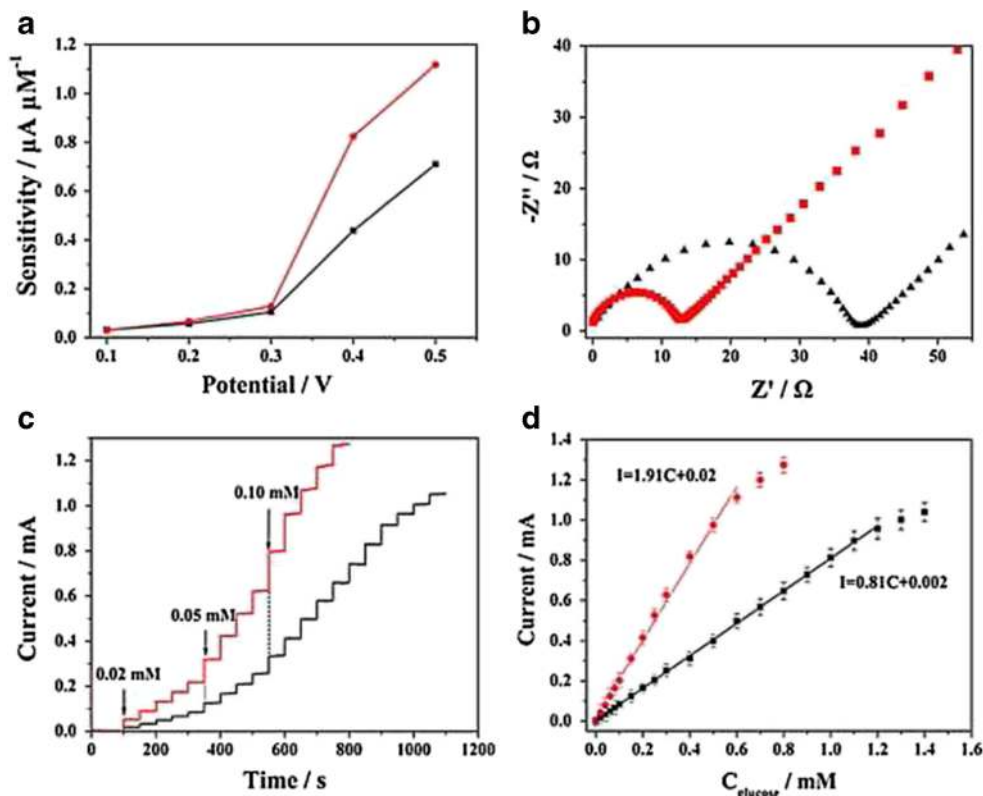 a
1.2
1.0
0.8
0.6
0.4
0.2
0.0
0.1 0.2 0.3 0.4 0.5
Sensitivity / μA μM⁻¹
Potential / V
b
40
30
20
10
0
0 10 20 30 40 50
-Z'' / Ω
Z' / Ω
c
1.2
1.0
0.8
0.6
0.4
0.2
0.0
0 200 400 600 800 1000 1200
0.02 mM
0.05 mM
0.10 mM
Current / mA
Time / s
d
1.4
1.2
1.0
0.8
0.6
0.4
0.2
0.0
0.0 0.2 0.4 0.6 0.8 1.0 1.2 1.4 1.6
I=1.91C+0.02
I=0.81C+0.002
Current / mA
C glucose / mM